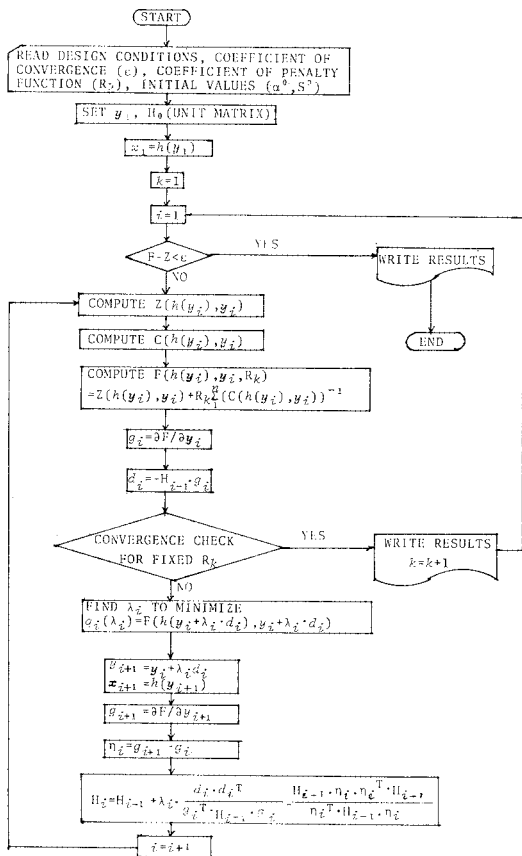 START
READ DESIGN CONDITIONS, COEFFICIENT OF
CONVERGENCE (ε), COEFFICIENT OF PENALTY
FUNCTION (R₀), INITIAL VALUES (α⁰,S⁰)
SET y₁, H₀(UNIT MATRIX)
x₁=h(y₁)
k=1
i=1
F-Z<ε
YES
WRITE RESULTS
NO
END
COMPUTE Z(h(yᵢ),yᵢ)
COMPUTE C(h(yᵢ),yᵢ)
COMPUTE F(h(yᵢ),yᵢ,Rₖ)
=Z(h(yᵢ),yᵢ)+Rₖ∑₁ⁿ(C(h(yᵢ),yᵢ))⁻¹
gᵢ=∂F/∂yᵢ
dᵢ=-Hᵢ₋₁·gᵢ
CONVERGENCE CHECK
FOR FIXED Rₖ
YES
WRITE RESULTS
k=k+1
NO
FIND λᵢ TO MINIMIZE
qᵢ(λᵢ)=F(h(yᵢ+λᵢ·dᵢ),yᵢ+λᵢ·dᵢ)
yᵢ₊₁=yᵢ+λᵢdᵢ
xᵢ₊₁=h(yᵢ₊₁)
gᵢ₊₁=∂F/∂yᵢ₊₁
ηᵢ=gᵢ₊₁-gᵢ
Hᵢ=Hᵢ₋₁+λᵢ·dᵢ·dᵢᵀ/gᵢᵀ·Hᵢ₋₁·gᵢ-Hᵢ₋₁·ηᵢ·ηᵢᵀ·Hᵢ₋₁/ηᵢᵀ·Hᵢ₋₁·ηᵢ
i=i+1